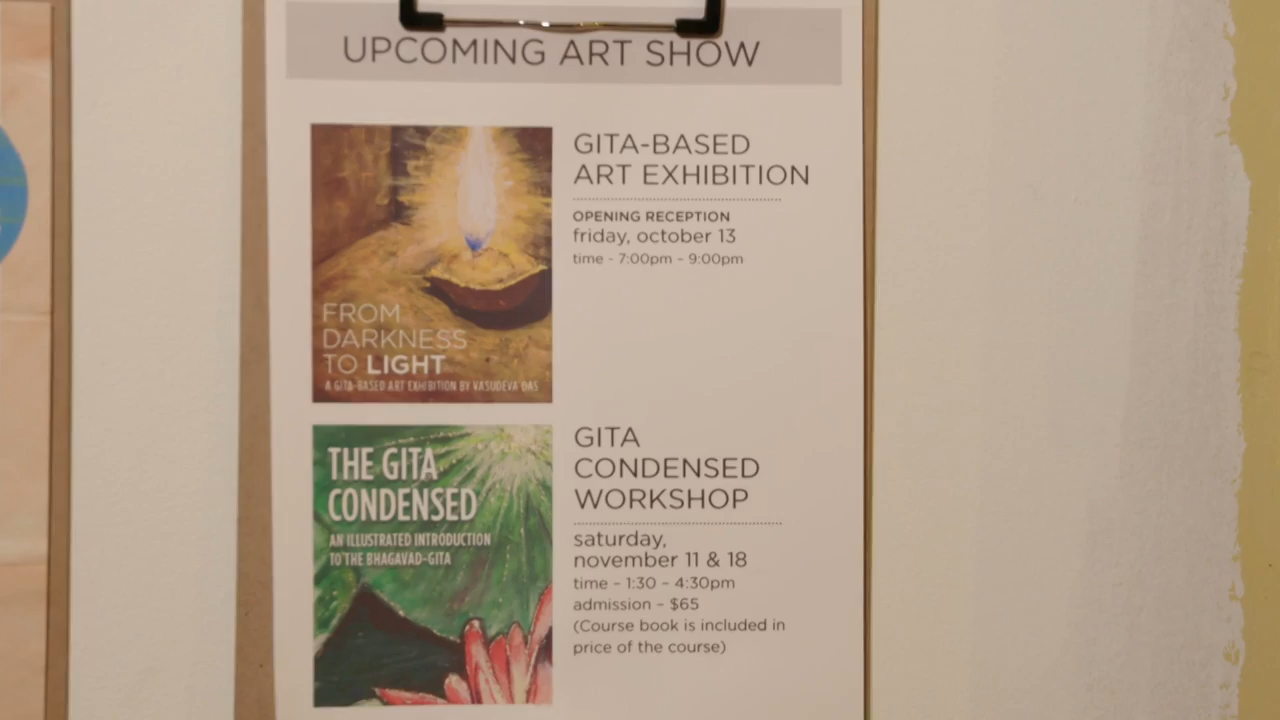 UPCOMING ART SHOW
FROM
DARKNESS
TO LIGHT
A GITA-BASED ART EXHIBITION BY VASUDEVA DAS
GITA-BASED
ART EXHIBITION
OPENING RECEPTION
friday, october 13
time - 7:00pm – 9:00pm
THE GITA
CONDENSED
AN ILLUSTRATED INTRODUCTION
TO THE BHAGAVAD-GITA
GITA
CONDENSED
WORKSHOP
saturday,
november 11 & 18
time – 1:30 – 4:30pm
admission – $65
(Course book is included in
price of the course)